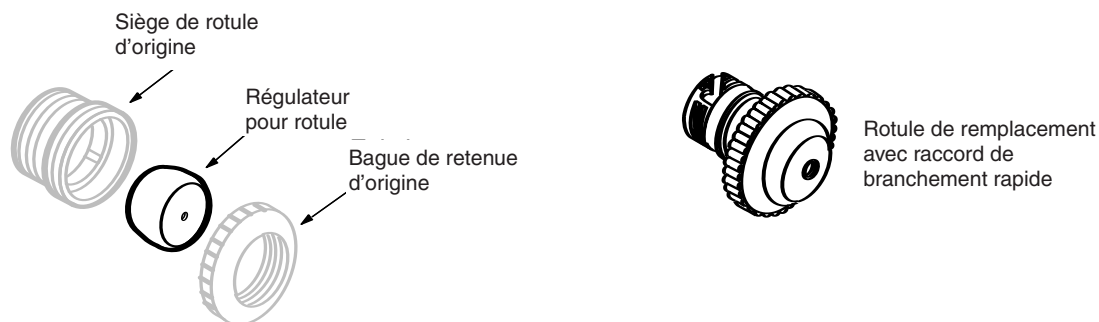 Siège de rotule
d'origine
Régulateur
pour rotule
Bague de retenue
d'origine
Rotule de remplacement
avec raccord de
branchement rapide